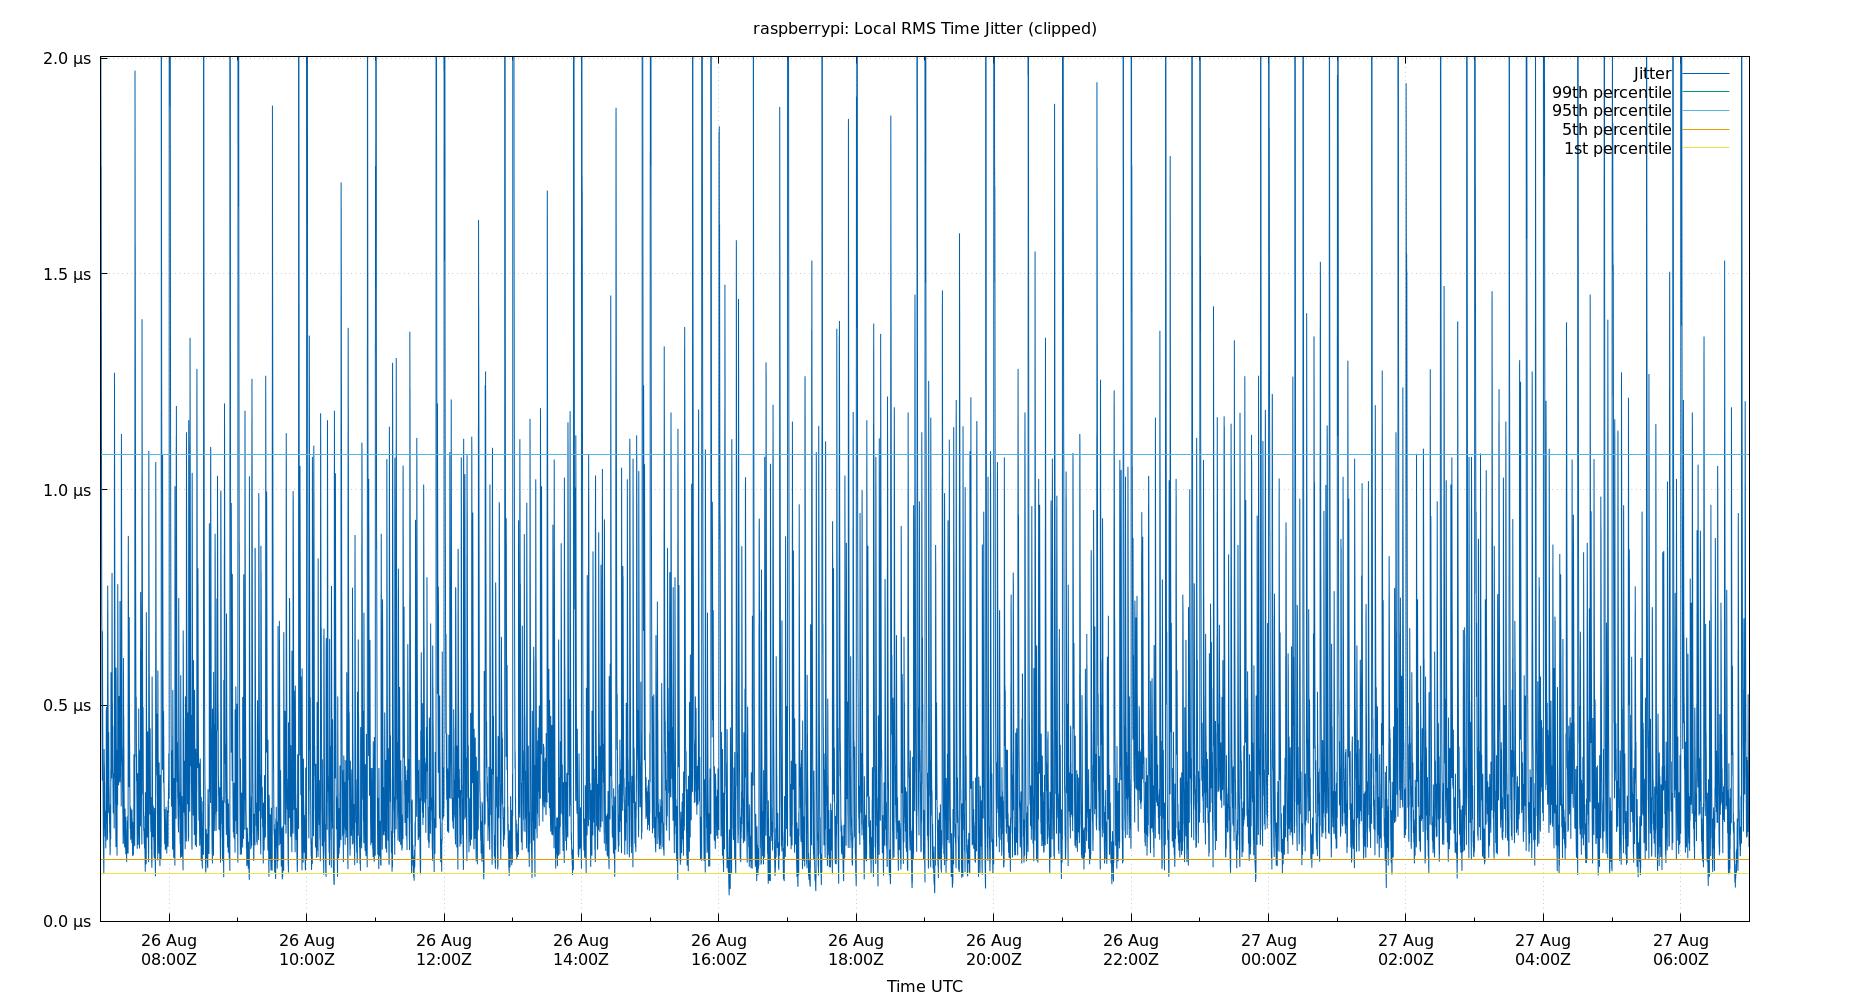 raspberrypi: Local RMS Time Jitter (clipped)
2.0 µs
1.5 µs
1.0 µs
0.5 µs
0.0 µs
Jitter
99th percentile
95th percentile
5th percentile
1st percentile
26 Aug 26 Aug 26 Aug 26 Aug 26 Aug 26 Aug 26 Aug 26 Aug 27 Aug 27 Aug 27 Aug 27 Aug
08:00Z 10:00Z 12:00Z 14:00Z 16:00Z 18:00Z 20:00Z 22:00Z 00:00Z 02:00Z 04:00Z 06:00Z
Time UTC